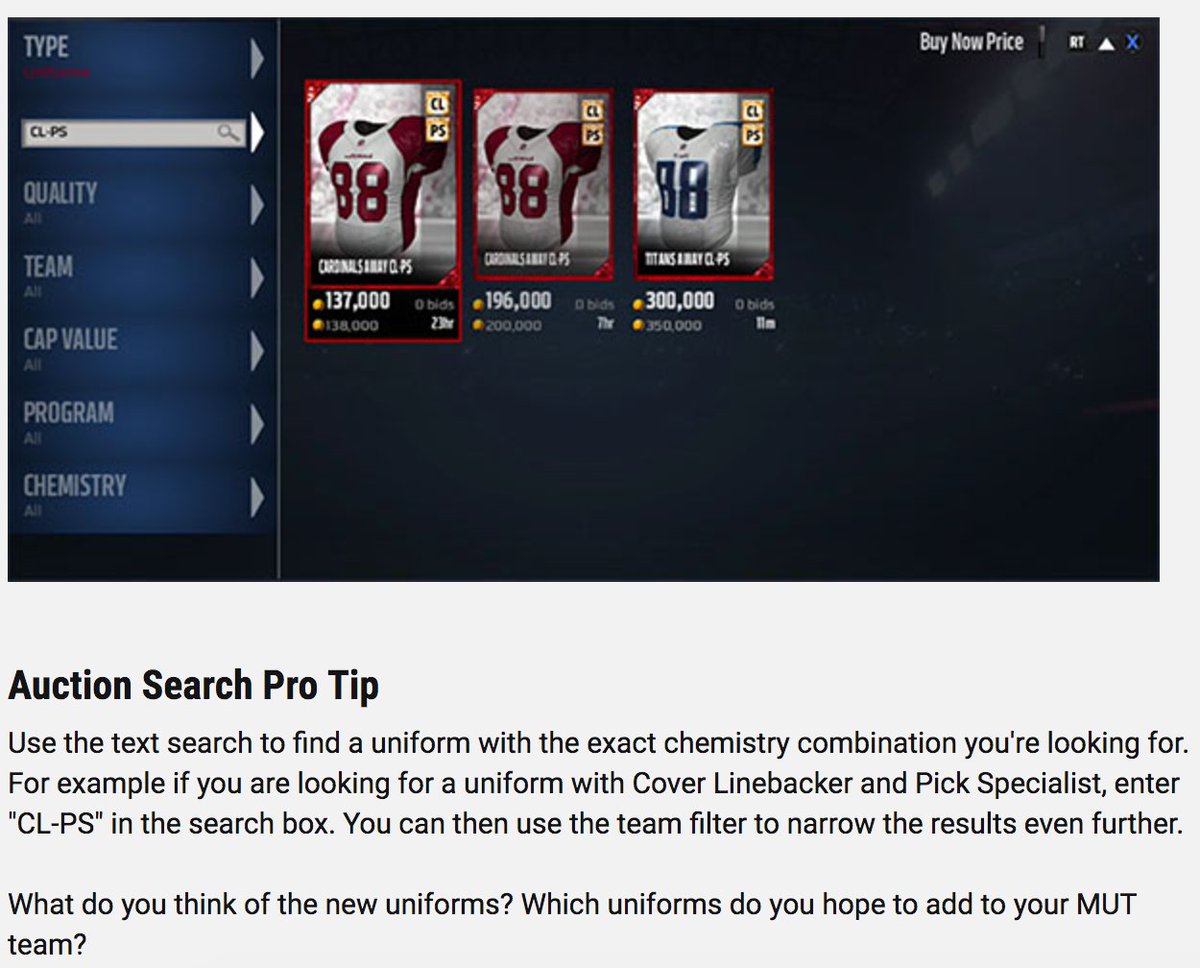 TYPE
Uniforms
CL-PS
QUALITY
All
TEAM
All
CAP VALUE
All
PROGRAM
All
CHEMISTRY
All
Buy Now Price RT X
CL
PS
88
CARDINALS AWAY CL-PS
137,000 0 bids
138,000 23hr
CL
PS
88
CARDINALS AWAY CL-PS
196,000 0 bids
200,000 7hr
CL
PS
88
TITANS AWAY CL-PS
300,000 0 bids
350,000 11m
Auction Search Pro Tip
Use the text search to find a uniform with the exact chemistry combination you're looking for.
For example if you are looking for a uniform with Cover Linebacker and Pick Specialist, enter
"CL-PS" in the search box. You can then use the team filter to narrow the results even further.
What do you think of the new uniforms? Which uniforms do you hope to add to your MUT
team?